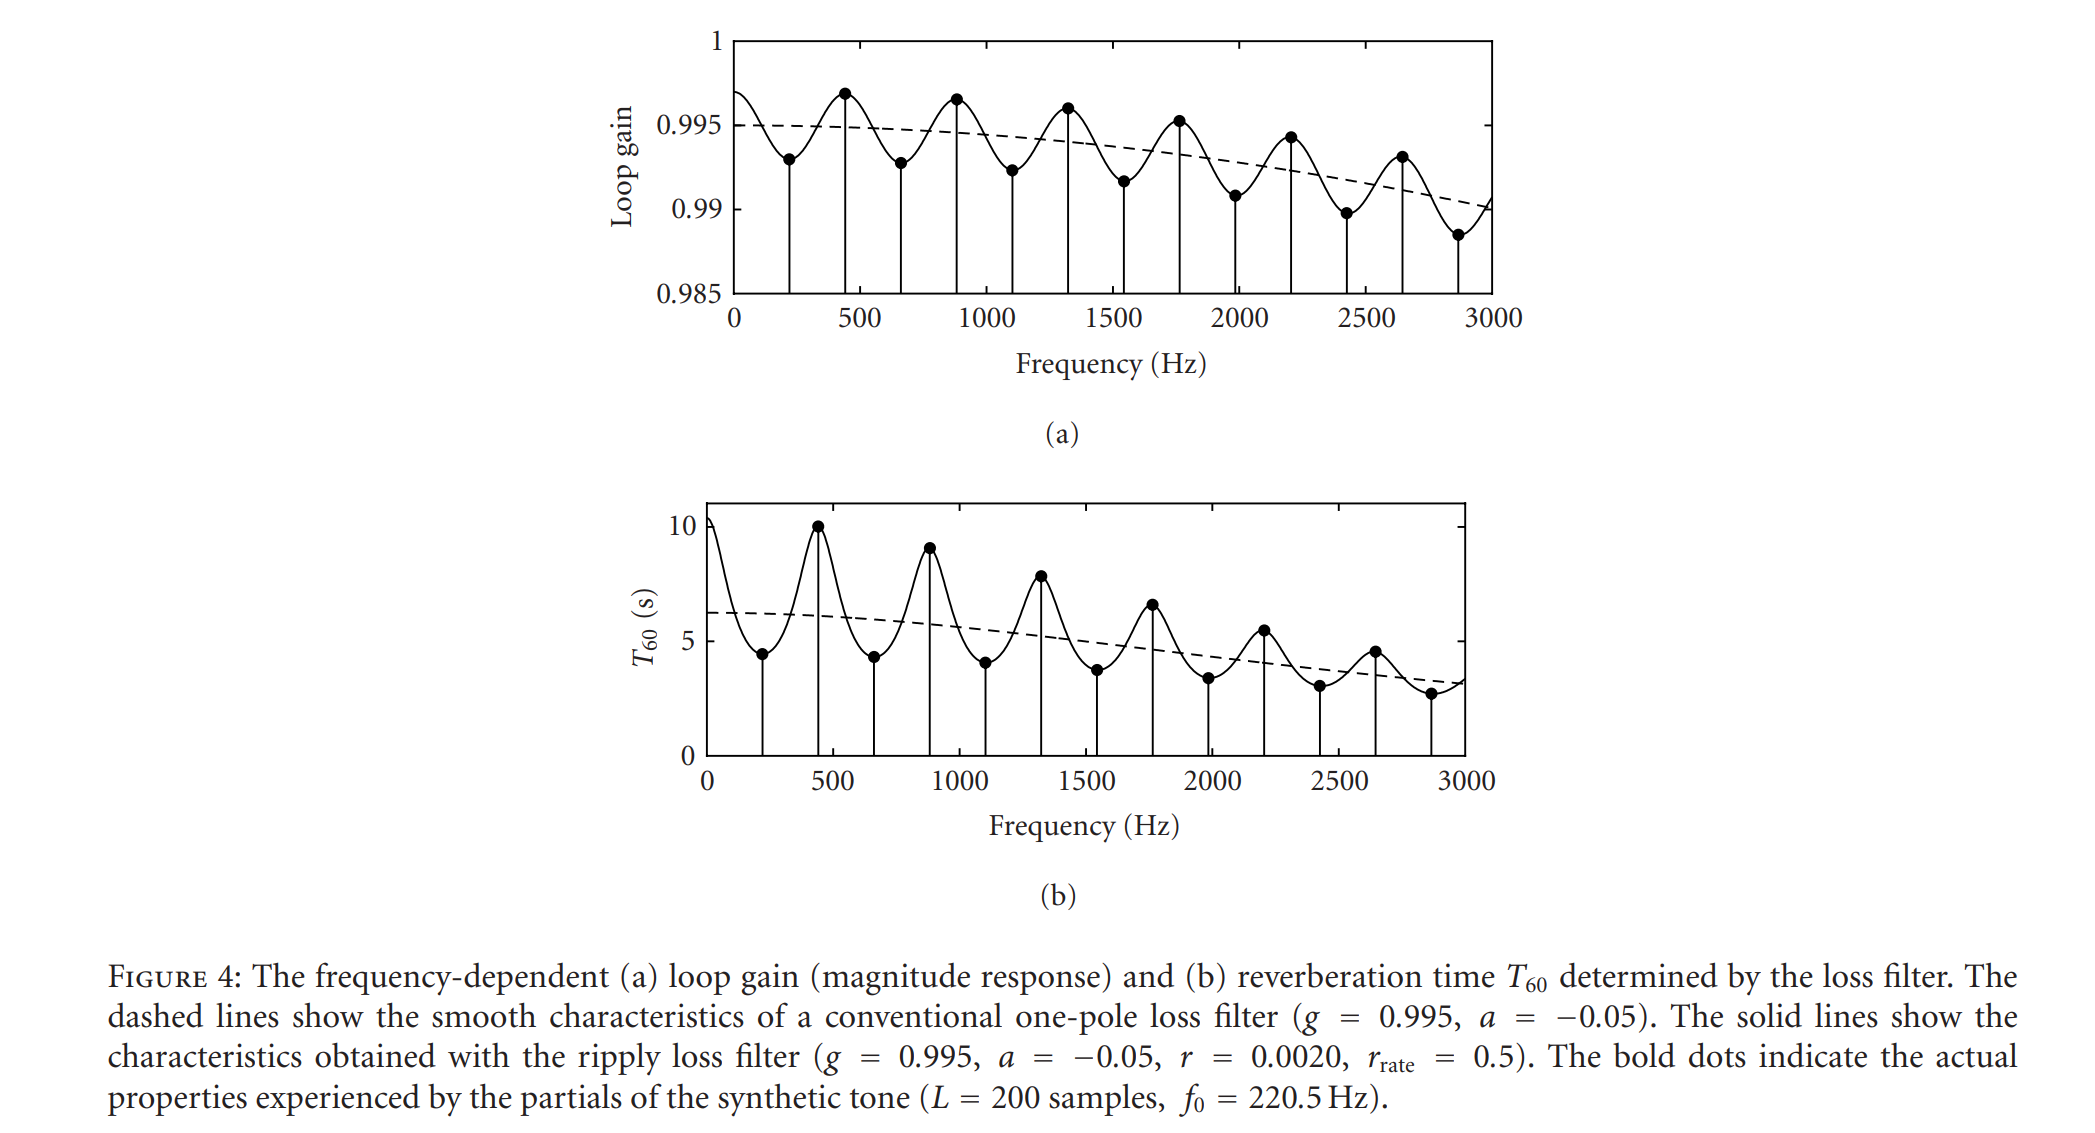 1
0.995
0.99
0.985
Loop gain
0 500 1000 1500 2000 2500 3000
Frequency (Hz)
(a)
10
5
0
T60 (s)
0 500 1000 1500 2000 2500 3000
Frequency (Hz)
(b)
FIGURE 4: The frequency-dependent (a) loop gain (magnitude response) and (b) reverberation time T60 determined by the loss filter. The
dashed lines show the smooth characteristics of a conventional one-pole loss filter (g = 0.995, a = −0.05). The solid lines show the
characteristics obtained with the ripply loss filter (g = 0.995, a = −0.05, r = 0.0020, rrate = 0.5). The bold dots indicate the actual
properties experienced by the partials of the synthetic tone (L = 200 samples, f0 = 220.5 Hz).